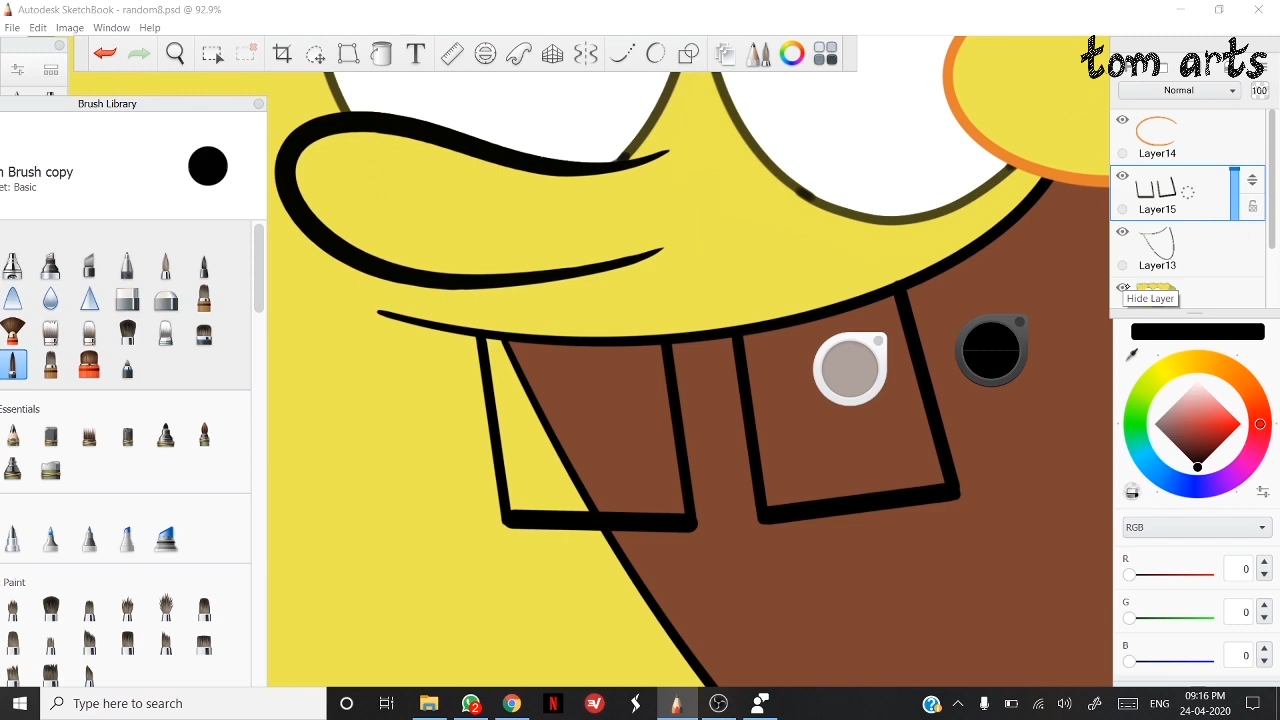 Autodesk SketchBook - random8.psd @ 92.9%
File Edit Image Window Help
tom arts
Brush Library
Normal
100
h Brush copy
et: Basic
Layer14
Layer15
Layer13
Hide Layer
Essentials
RGB
R 0
G 0
B 0
Paint
Type here to search
2
09:16 PM
24-04-2020